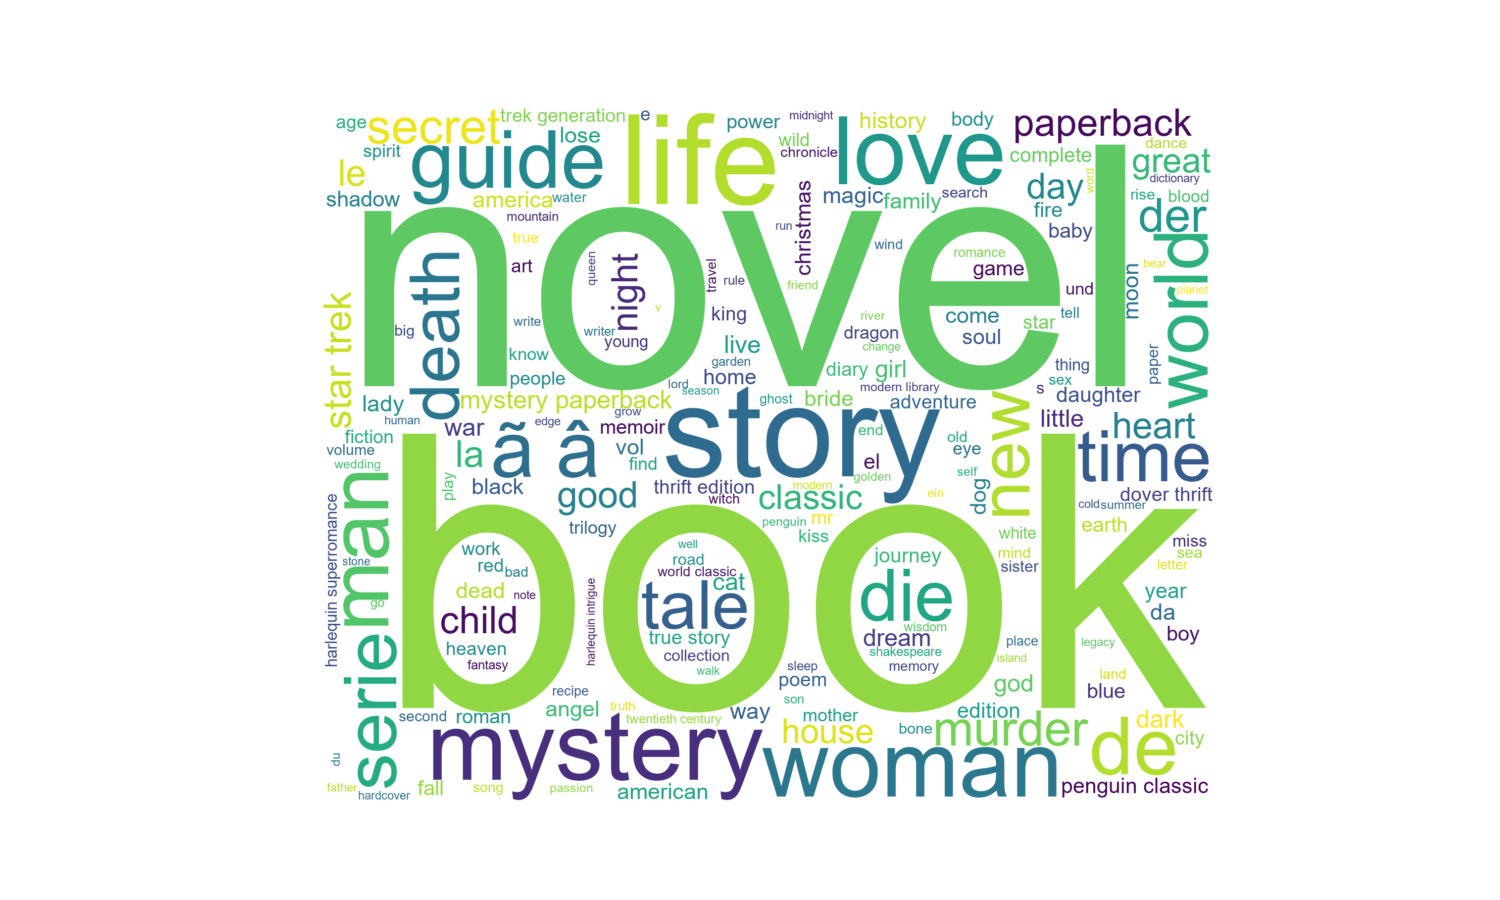 age
secret
trek generation
e
life
power
midnight
love
history
body
paperback
dance
spirit
lose
guide
wild
chronicle
complete
word
great
dictionary
le
shadow
america
water
mountain
magic
family
search
day
fire
rise
blood
baby
der
christmas
novel
death
true
art
queen
night
travel
run
rule
friend
wind
romance
game
und
moon
world
bear
planet
star trek
big
write
writer
v
young
king
river
dragon
change
come
soul
star
tell
know
people
live
garden
home
lord
season
diary
girl
modern library
adventure
thing
sex
s
paper
daughter
lady
human
mystery paperback
edge
grow
ghost
bride
war
memoir
story
new
little
heart
fiction
volume
wedding
la
ã â
vol
find
end
el
golden
old
eye
self
time
play
black
good
thrift edition
witch
classic
modern
ein
dog
dover thrift
cold
summer
trilogy
penguin
mr
kiss
white
earth
miss
sea
letter
book
harlequin superromance
stone
go
man
serie
work
red
bad
dead
note
child
heaven
fantasy
harlequin intrigue
well
road
world classic
cat
tale
true story
collection
walk
journey
die
wisdom
dream
shakespeare
memory
mind
sister
place
island
year
da
boy
legacy
land
blue
god
recipe
sleep
poem
son
second
roman
angel
truth
twentieth century
way
mother
house
bone
murder
edition
dark
city
de
du
mystery
woman
father
hardcover
fall
song
passion
american
penguin classic